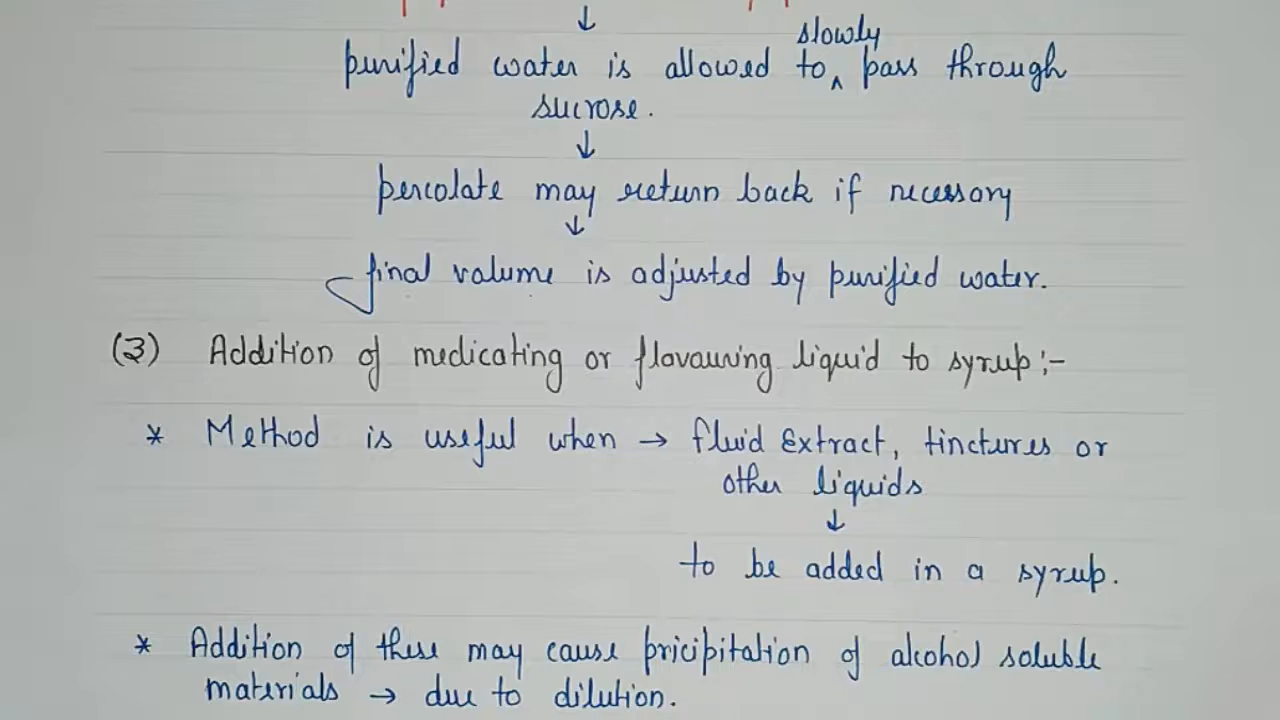 ↓
purified water is allowed to ^ slowly pass through
sucrose.
↓
percolate may return back if necessary
↓
final volume is adjusted by purified water.
(3) Addition of medicating or flavouring liquid to syrup :-
* Method is useful when → fluid Extract, tinctures or
other liquids
↓
to be added in a syrup.
* Addition of these may cause pricipitation of alcohol soluble
materials → due to dilution.